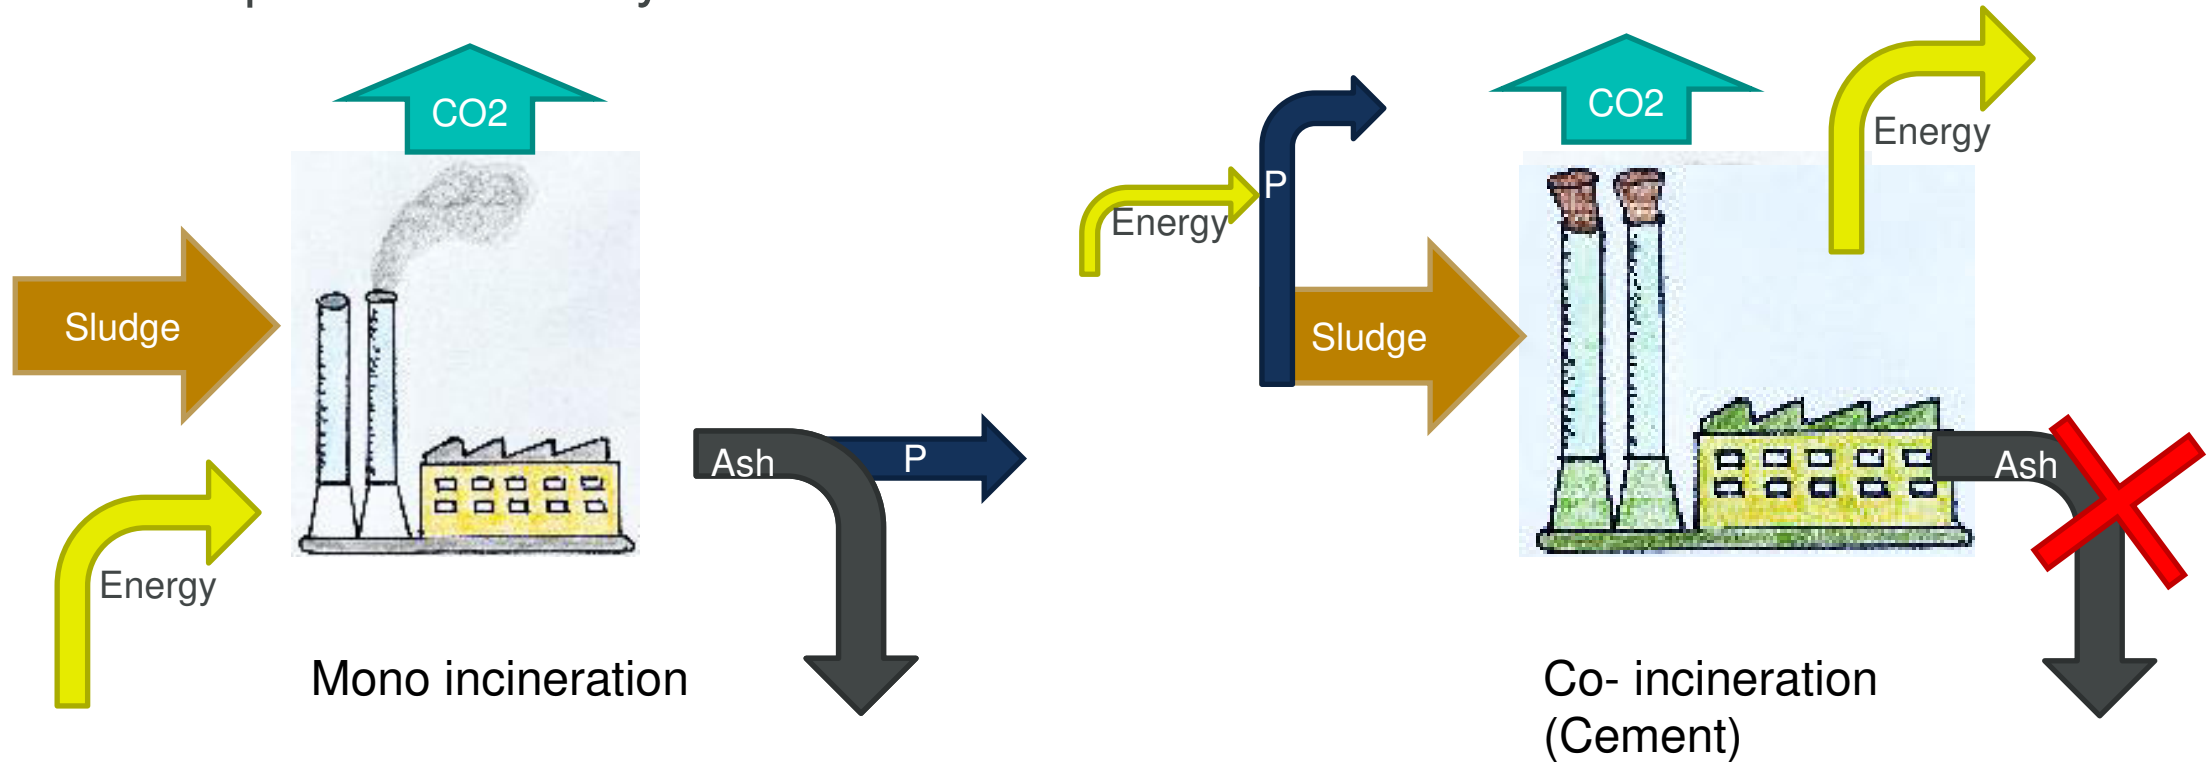 CO2
Sludge
Energy
Ash
P
Mono incineration
Energy
P
Sludge
CO2
Energy
Ash
Co- incineration
(Cement)